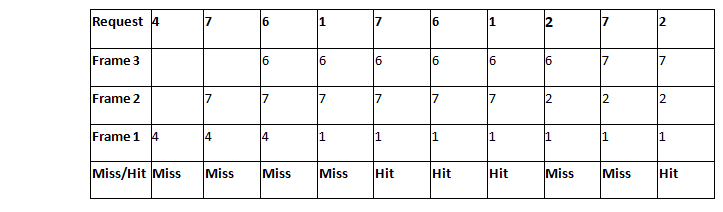 Request 4 7 6 1 7 6 1 2 7 2
Frame 3 6 6 6 6 6 6 7 7
Frame 2 7 7 7 7 7 7 2 2 2
Frame 1 4 4 4 1 1 1 1 1 1 1
Miss/Hit Miss Miss Miss Miss Hit Hit Hit Miss Miss Hit